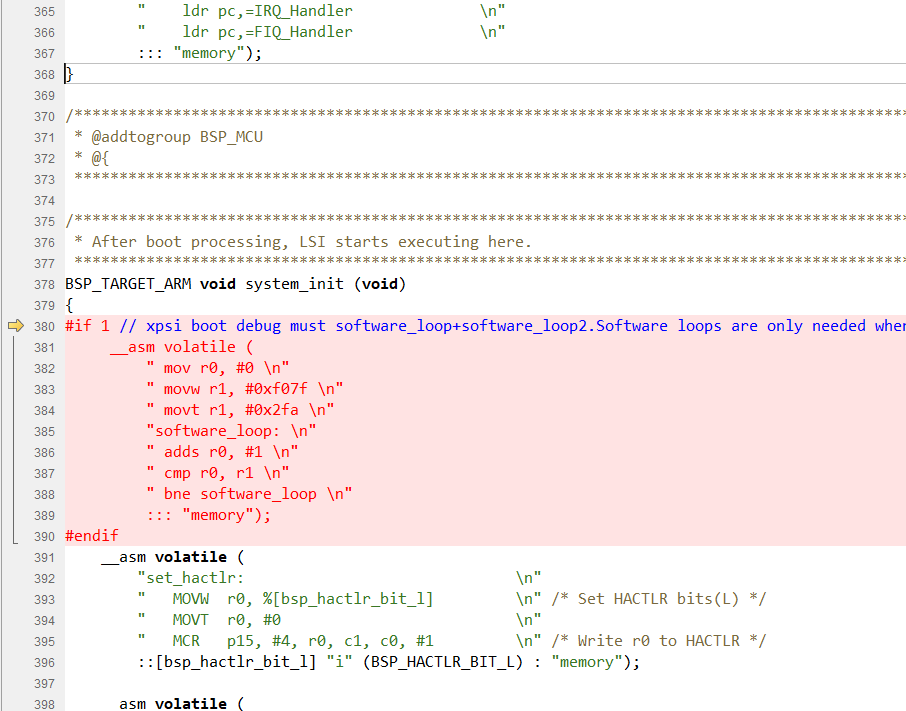 365         "    ldr pc,=IRQ_Handler              \n"
366         "    ldr pc,=FIQ_Handler              \n"
367         ::: "memory");
368 }
369
370 /*********************************************************************************************
371  * @addtogroup BSP_MCU
372  * @{
373  *********************************************************************************************
374
375 /*********************************************************************************************
376  * After boot processing, LSI starts executing here.
377  *********************************************************************************************
378 BSP_TARGET_ARM void system_init (void)
379 {
380 #if 1 // xpsi boot debug must software_loop+software_loop2.Software loops are only needed
381     __asm volatile (
382         " mov r0, #0 \n"
383         " movw r1, #0xf07f \n"
384         " movt r1, #0x2fa \n"
385         "software_loop: \n"
386         " adds r0, #1 \n"
387         " cmp r0, r1 \n"
388         " bne software_loop \n"
389         ::: "memory");
390 #endif
391     __asm volatile (
392         "set_hactlr:                              \n"
393         "   MOVW  r0, %[bsp_hactlr_bit_l]         \n" /* Set HACTLR bits(L) */
394         "   MOVT  r0, #0                          \n"
395         "   MCR   p15, #4, r0, c1, c0, #1         \n" /* Write r0 to HACTLR */
396         ::[bsp_hactlr_bit_l] "i" (BSP_HACTLR_BIT_L) : "memory");
397
398       asm volatile (